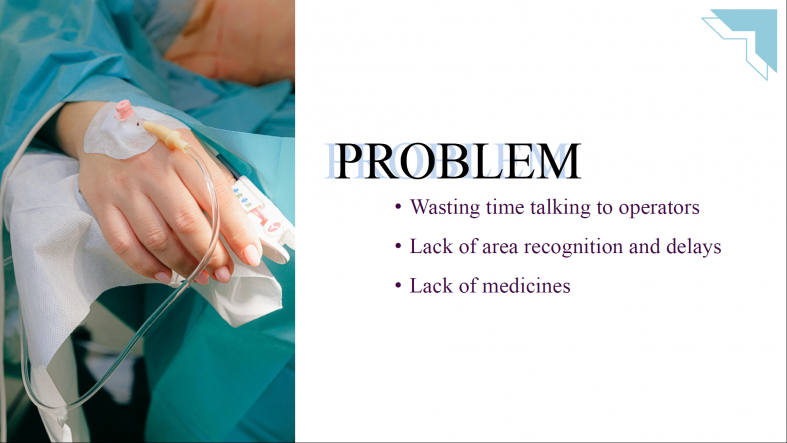 PROBLEM
• Wasting time talking to operators
• Lack of area recognition and delays
• Lack of medicines